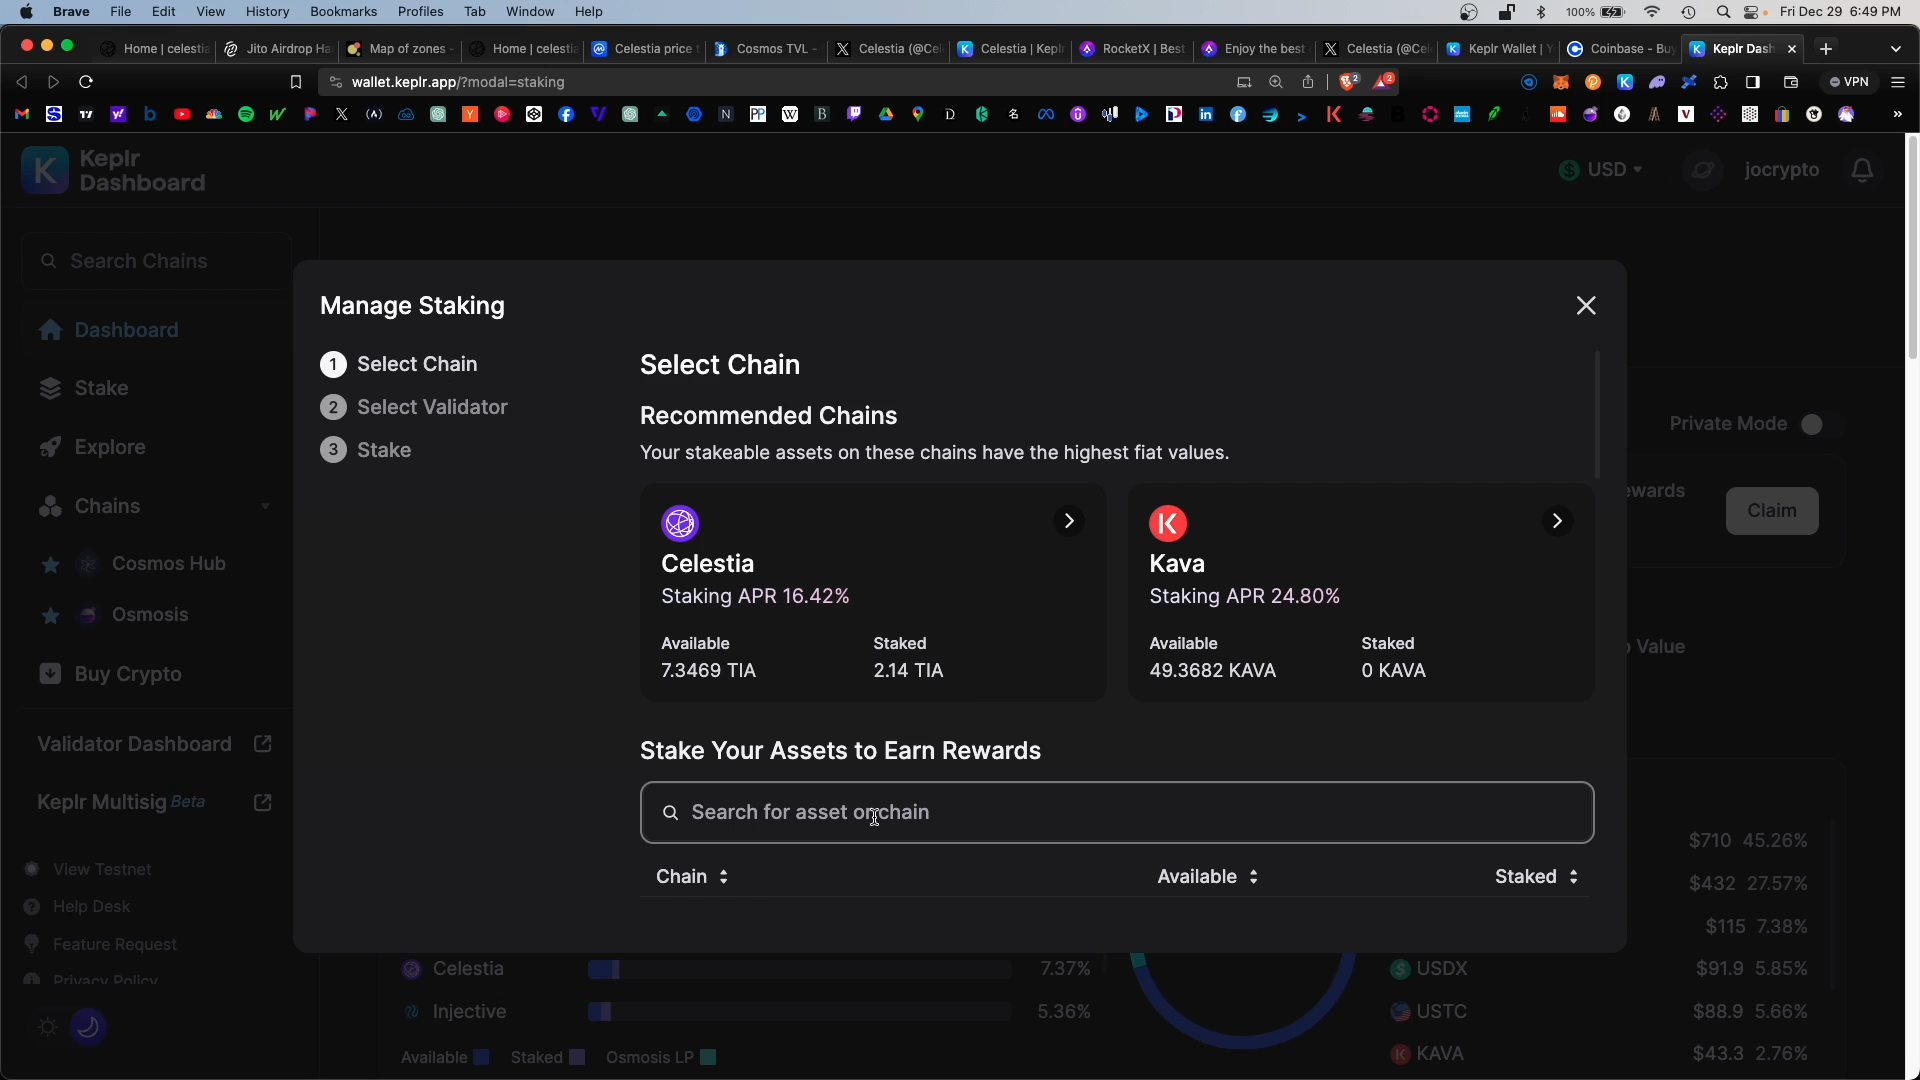 Brave File Edit View History Bookmarks Profiles Tab Window Help 100% Fri Dec 29 6:49 PM
Home | celestia Jito Airdrop Ha Map of zones - Home | celestia Celestia price t Cosmos TVL - Celestia (@Cel Celestia | Keplr RocketX | Best Enjoy the best Celestia (@Cel Keplr Wallet | Y Coinbase - Buy Keplr Dash
wallet.keplr.app/?modal=staking 2 2 VPN
Keplr
Dashboard
USD jocrypto
Search Chains
Dashboard
Stake
Explore
Chains
Cosmos Hub
Osmosis
Buy Crypto
Validator Dashboard
Keplr Multisig Beta
View Testnet
Help Desk
Feature Request
Privacy Policy
Manage Staking
1 Select Chain
2 Select Validator
3 Stake
Select Chain
Recommended Chains
Your stakeable assets on these chains have the highest fiat values.
Celestia
Staking APR 16.42%
Available Staked
7.3469 TIA 2.14 TIA
Kava
Staking APR 24.80%
Available Staked
49.3682 KAVA 0 KAVA
Stake Your Assets to Earn Rewards
Search for asset or chain
Chain Available Staked
Private Mode
ewards
Claim
Value
$710 45.26%
$432 27.57%
$115 7.38%
Celestia 7.37%
USDX $91.9 5.85%
Injective 5.36%
USTC $88.9 5.66%
Available Staked Osmosis LP
KAVA $43.3 2.76%